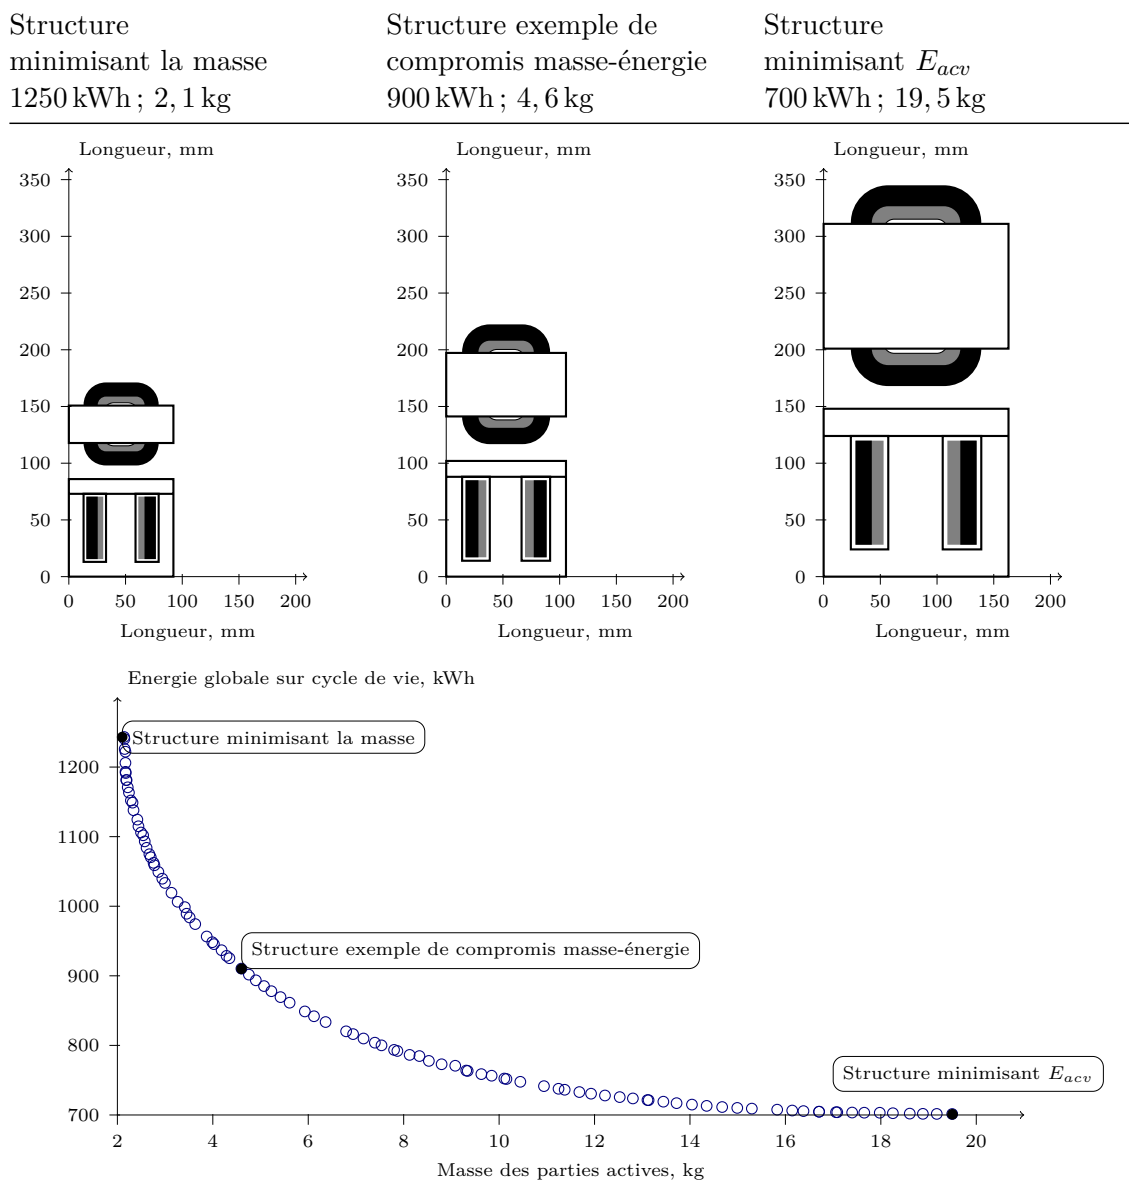 Structure
minimisant la masse
1250 kWh ; 2, 1 kg
Structure exemple de
compromis masse-énergie
900 kWh ; 4, 6 kg
Structure
minimisant E_acv
700 kWh ; 19, 5 kg
Longueur, mm
350
300
250
200
150
100
50
0
0 50 100 150 200
Longueur, mm
Longueur, mm
350
300
250
200
150
100
50
0
0 50 100 150 200
Longueur, mm
Longueur, mm
350
300
250
200
150
100
50
0
0 50 100 150 200
Longueur, mm
Energie globale sur cycle de vie, kWh
Structure minimisant la masse
1200
1100
1000
Structure exemple de compromis masse-énergie
900
800
Structure minimisant E_acv
700
2 4 6 8 10 12 14 16 18 20
Masse des parties actives, kg